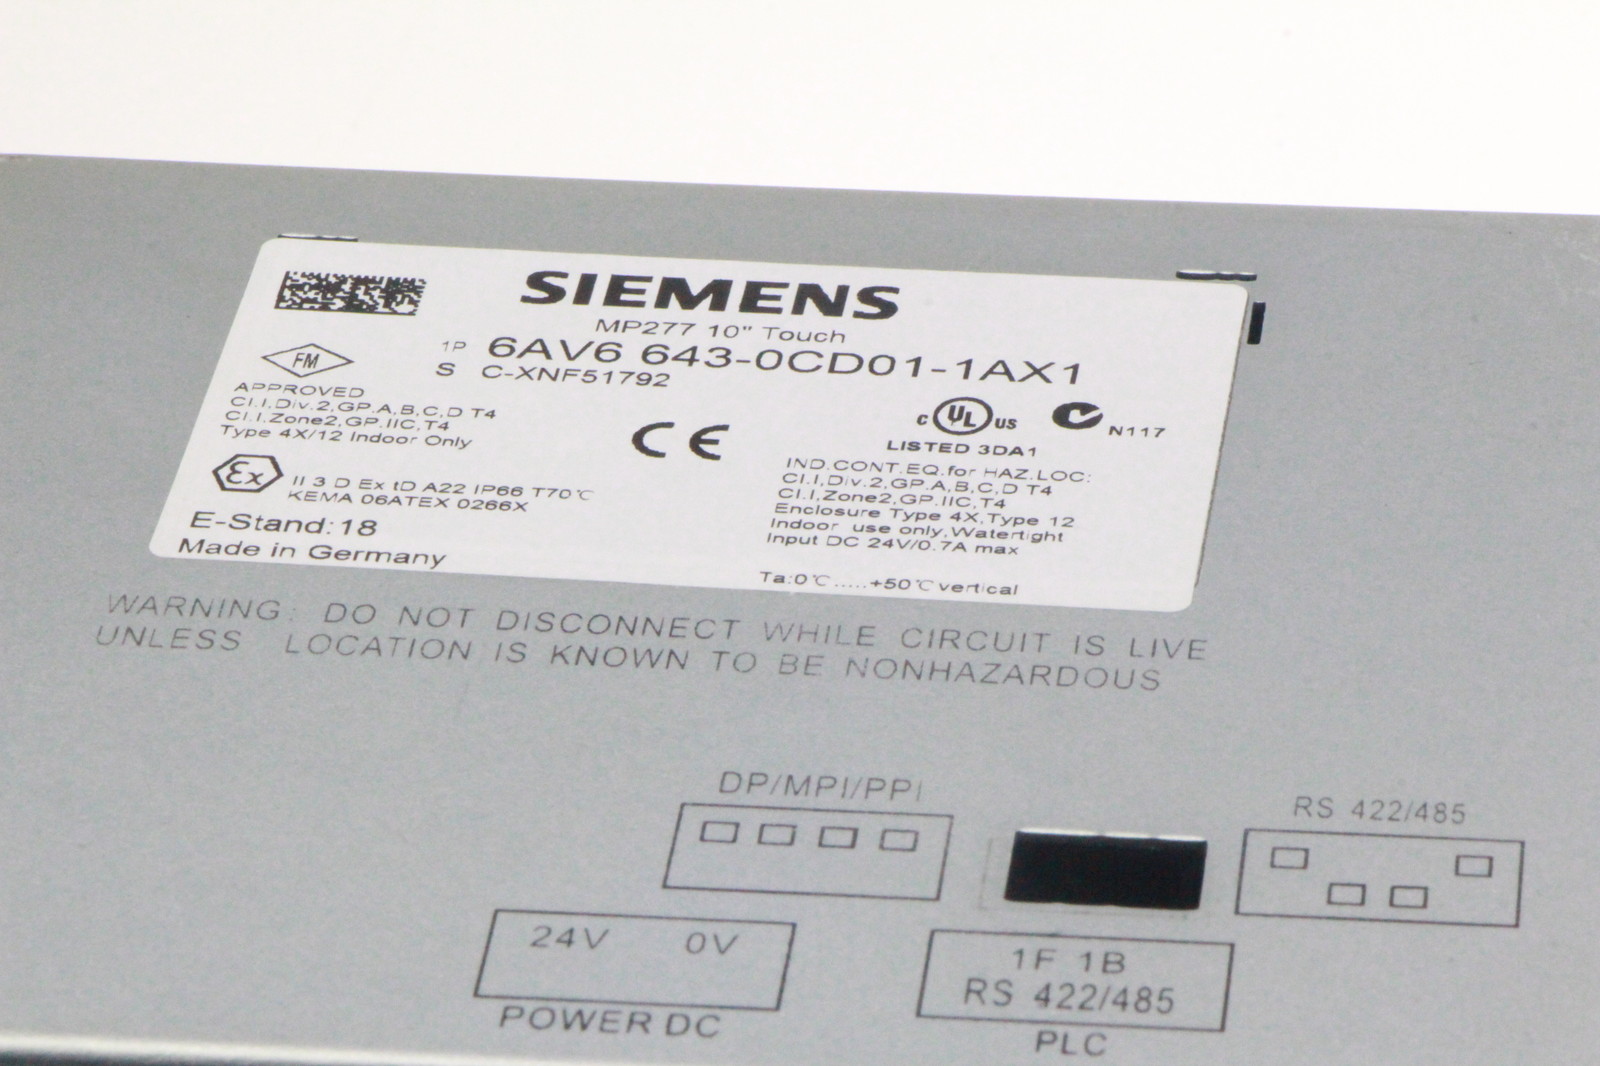 SIEMENS
MP277 10" Touch
1P 6AV6 643-0CD01-1AX1
S C-XNF51792
FM
APPROVED
CI.I,Div.2,GP.A,B,C,D T4
CI.I,Zone2,GP.IIC,T4
Type 4X/12 Indoor Only
CE
c UL us
N117
LISTED 3DA1
IND.CONT.EQ.for HAZ.LOC:
CI.I,Div.2,GP.A,B,C,D T4
CI.I,Zone2,GP.IIC,T4
Enclosure Type 4X,Type 12
Indoor use only,Watertight
Input DC 24V/0.7A max
Ex II 3 D Ex tD A22 IP66 T70℃
KEMA 06ATEX 0266X
E-Stand:18
Made in Germany
Ta:0℃.....+50℃ vertical
WARNING: DO NOT DISCONNECT WHILE CIRCUIT IS LIVE
UNLESS LOCATION IS KNOWN TO BE NONHAZARDOUS
DP/MPI/PPI
RS 422/485
24V 0V
POWER DC
1F 1B
RS 422/485
PLC